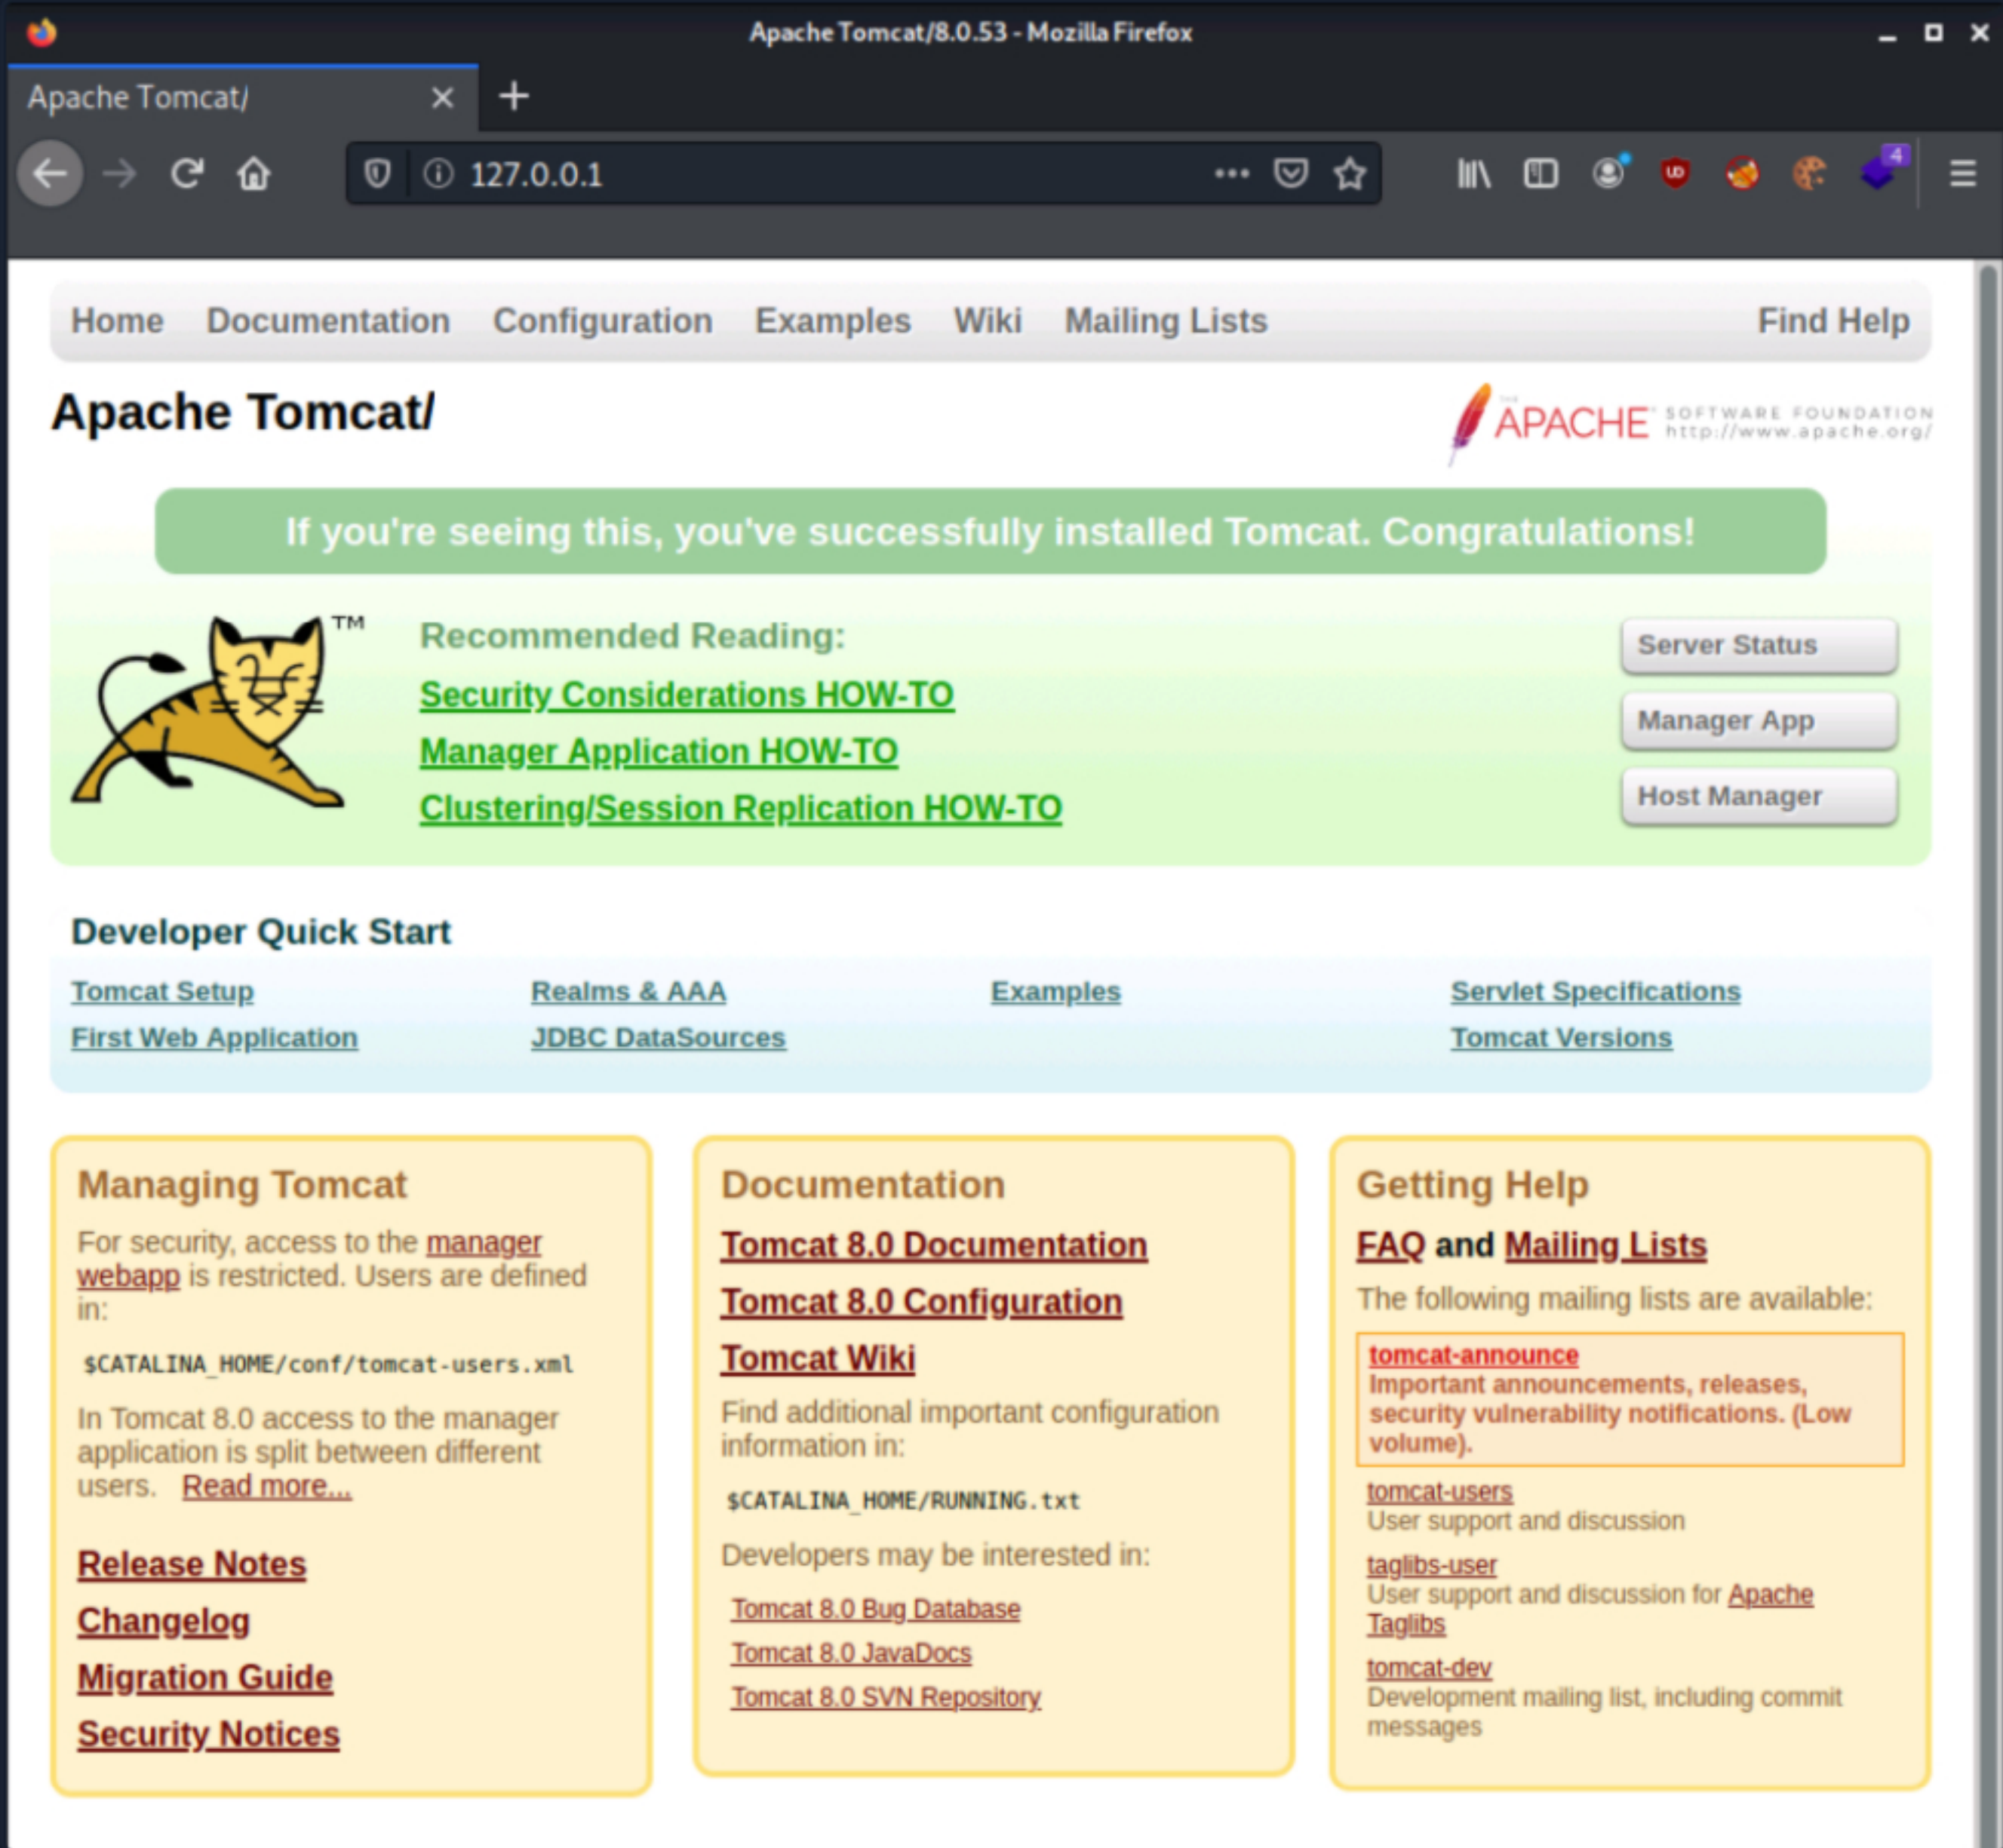 Apache Tomcat/8.0.53 - Mozilla Firefox
Apache Tomcat/
127.0.0.1
4
Home Documentation Configuration Examples Wiki Mailing Lists Find Help
Apache Tomcat/
THE
APACHE SOFTWARE FOUNDATION
http://www.apache.org/
If you're seeing this, you've successfully installed Tomcat. Congratulations!
TM
Recommended Reading:
Security Considerations HOW-TO
Manager Application HOW-TO
Clustering/Session Replication HOW-TO
Server Status
Manager App
Host Manager
Developer Quick Start
Tomcat Setup
First Web Application
Realms & AAA
JDBC DataSources
Examples
Servlet Specifications
Tomcat Versions
Managing Tomcat
For security, access to the manager
webapp is restricted. Users are defined
in:
$CATALINA_HOME/conf/tomcat-users.xml
In Tomcat 8.0 access to the manager
application is split between different
users. Read more...
Release Notes
Changelog
Migration Guide
Security Notices
Documentation
Tomcat 8.0 Documentation
Tomcat 8.0 Configuration
Tomcat Wiki
Find additional important configuration
information in:
$CATALINA_HOME/RUNNING.txt
Developers may be interested in:
Tomcat 8.0 Bug Database
Tomcat 8.0 JavaDocs
Tomcat 8.0 SVN Repository
Getting Help
FAQ and Mailing Lists
The following mailing lists are available:
tomcat-announce
Important announcements, releases,
security vulnerability notifications. (Low
volume).
tomcat-users
User support and discussion
taglibs-user
User support and discussion for Apache
Taglibs
tomcat-dev
Development mailing list, including commit
messages